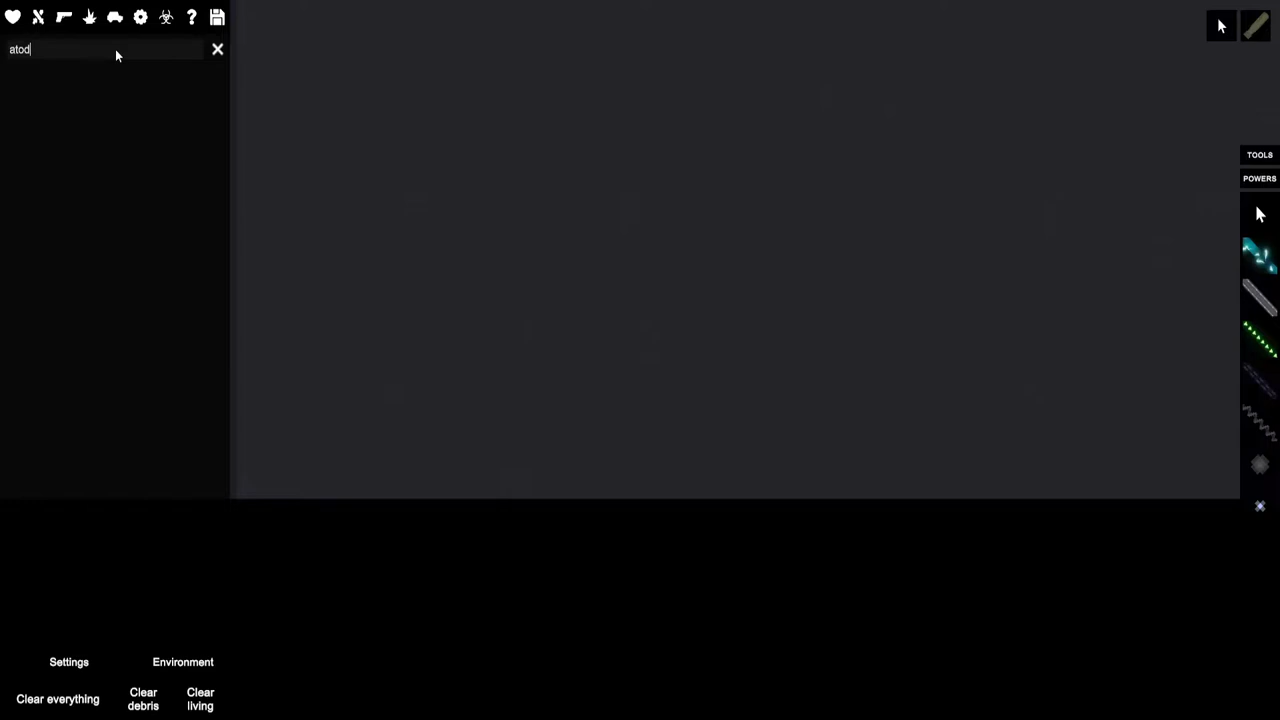 atod
TOOLS
POWERS
Settings
Environment
Clear everything
Clear
debris
Clear
living